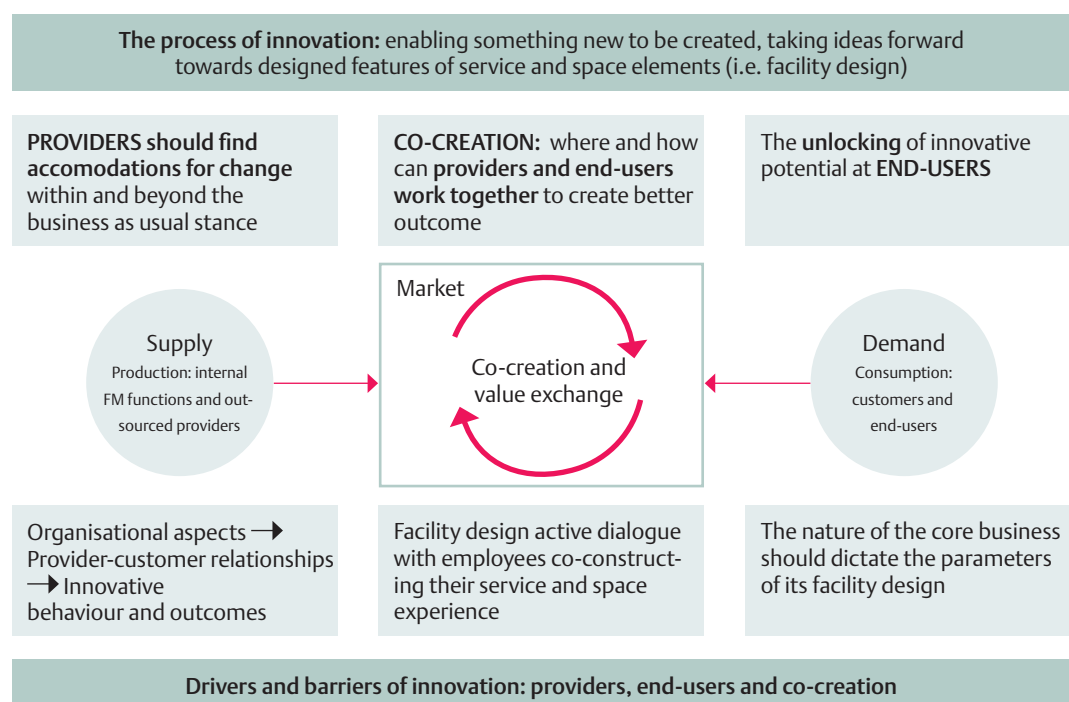 The process of innovation: enabling something new to be created, taking ideas forward
towards designed features of service and space elements (i.e. facility design)
PROVIDERS should find
accomodations for change
within and beyond the
business as usual stance
CO-CREATION: where and how
can providers and end-users
work together to create better
outcome
The unlocking of innovative
potential at END-USERS
Supply
Production: internal
FM functions and out-
sourced providers
Market
Co-creation and
value exchange
Demand
Consumption:
customers and
end-users
Organisational aspects →
Provider-customer relationships
→ Innovative
behaviour and outcomes
Facility design active dialogue
with employees co-construct-
ing their service and space
experience
The nature of the core business
should dictate the parameters
of its facility design
Drivers and barriers of innovation: providers, end-users and co-creation